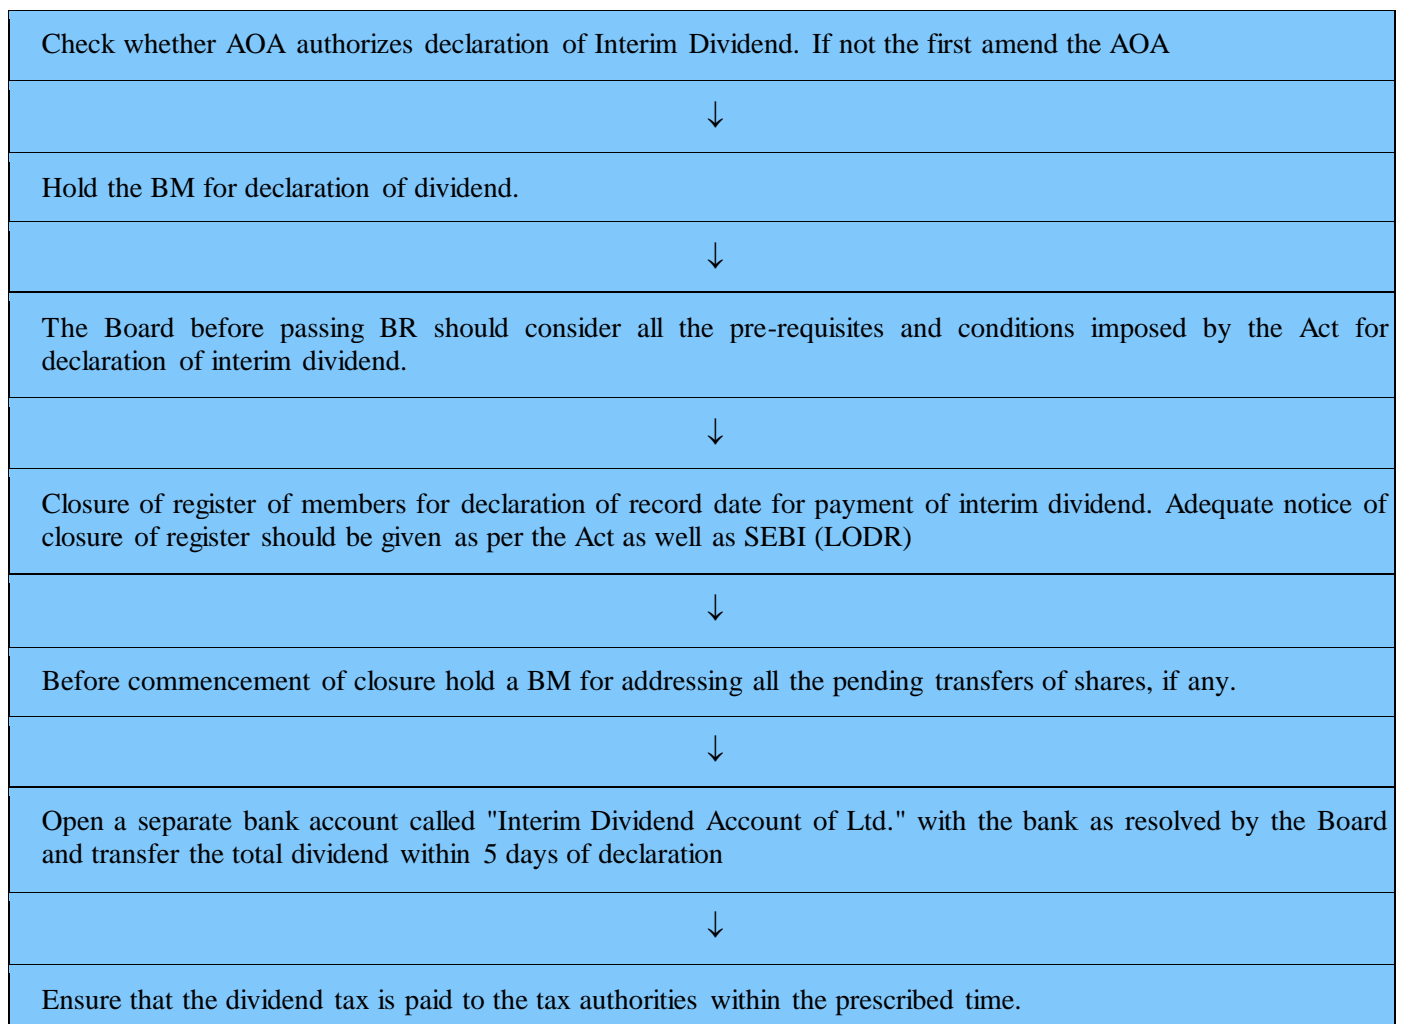 Check whether AOA authorizes declaration of Interim Dividend. If not the first amend the AOA
↓
Hold the BM for declaration of dividend.
↓
The Board before passing BR should consider all the pre-requisites and conditions imposed by the Act for
declaration of interim dividend.
↓
Closure of register of members for declaration of record date for payment of interim dividend. Adequate notice of
closure of register should be given as per the Act as well as SEBI (LODR)
↓
Before commencement of closure hold a BM for addressing all the pending transfers of shares, if any.
↓
Open a separate bank account called "Interim Dividend Account of Ltd." with the bank as resolved by the Board
and transfer the total dividend within 5 days of declaration
↓
Ensure that the dividend tax is paid to the tax authorities within the prescribed time.